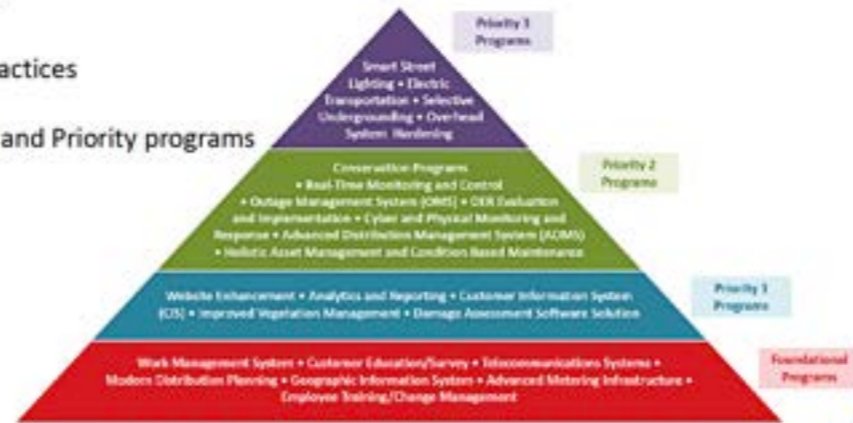 actices
and Priority programs
Priority 3
Programs
Smart Street
Lighting • Electric
Transportation • Selective
Undergrounding • Overhead
System Hardening
Priority 2
Programs
Conservation Programs
• Real-Time Monitoring and Control
• Outage Management System (OMS) • DER Evaluation
and Implementation • Cyber and Physical Monitoring and
Response • Advanced Distribution Management System (ADMS)
• Holistic Asset Management and Condition Based Maintenance
Priority 1
Programs
Website Enhancement • Analytics and Reporting • Customer Information System
(CIS) • Improved Vegetation Management • Damage Assessment Software Solution
Foundational
Programs
Work Management System • Customer Education/Survey • Telecommunications Systems •
Modern Distribution Planning • Geographic Information System • Advanced Metering Infrastructure •
Employee Training/Change Management